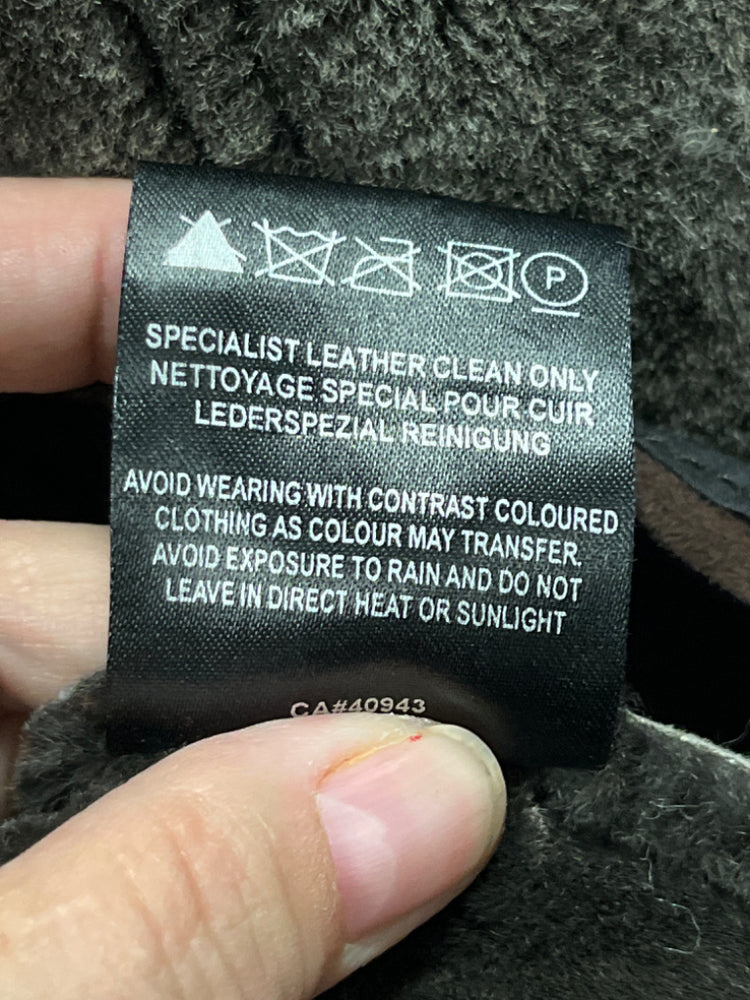 P
SPECIALIST LEATHER CLEAN ONLY
NETTOYAGE SPECIAL POUR CUIR
LEDERSPEZIAL REINIGUNG
AVOID WEARING WITH CONTRAST COLOURED
CLOTHING AS COLOUR MAY TRANSFER.
AVOID EXPOSURE TO RAIN AND DO NOT
LEAVE IN DIRECT HEAT OR SUNLIGHT
CA#40943